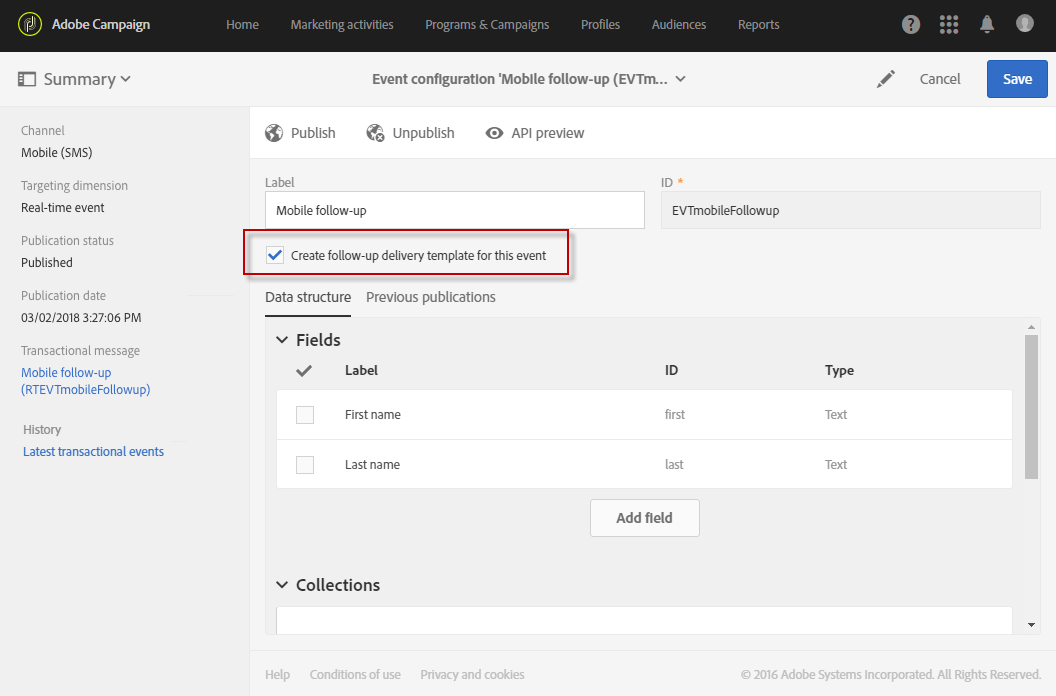 Adobe Campaign
Home
Marketing activities
Programs & Campaigns
Profiles
Audiences
Reports
Summary
Event configuration 'Mobile follow-up (EVTm...
Cancel
Save
Channel
Mobile (SMS)
Targeting dimension
Real-time event
Publication status
Published
Publication date
03/02/2018 3:27:06 PM
Transactional message
Mobile follow-up
(RTEVTmobileFollowup)
History
Latest transactional events
Publish
Unpublish
API preview
Label
ID *
Mobile follow-up
EVTmobileFollowup
Create follow-up delivery template for this event
Data structure
Previous publications
Fields
Label
ID
Type
First name
first
Text
Last name
last
Text
Add field
Collections
Help
Conditions of use
Privacy and cookies
© 2016 Adobe Systems Incorporated. All Rights Reserved.